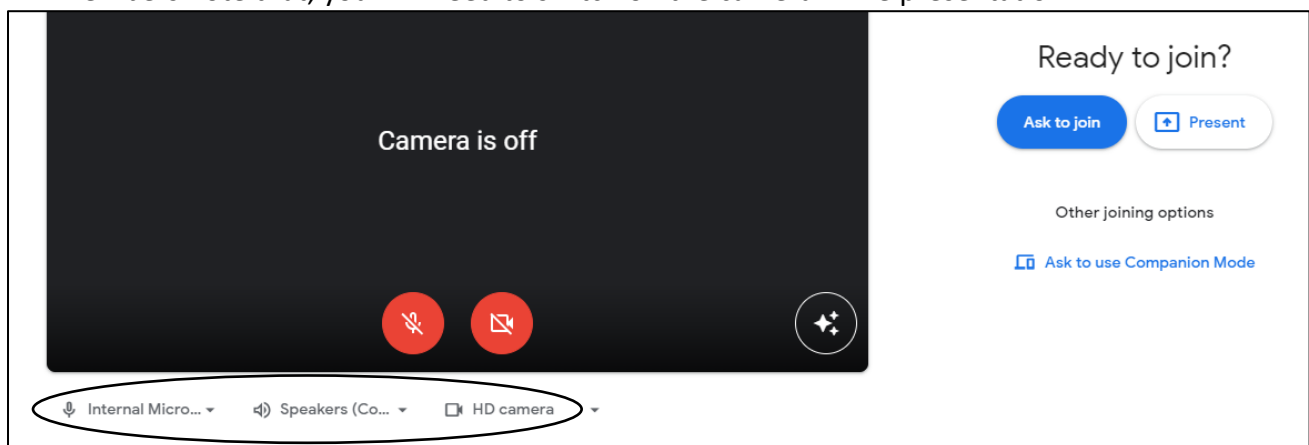 Ready to join?
Camera is off
Ask to join
Present
Other joining options
Ask to use Companion Mode
Internal Micro...
Speakers (Co...
HD camera